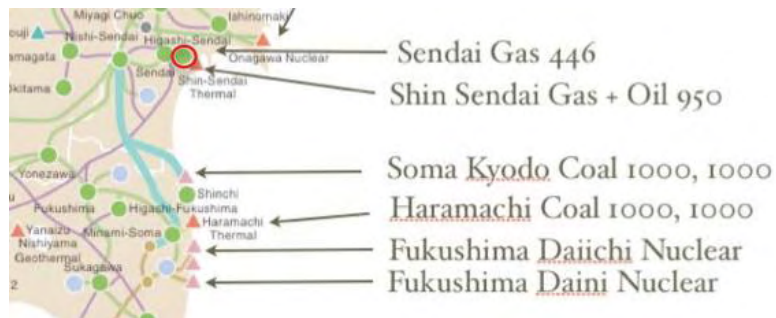 Miyagi Chuo
Ishinomaki
ouji
Nishi-Sendai
Higashi-Sendai
amagata
Onagawa Nuclear
Sendai
Shin-Sendai
Thermal
Okitama
Sendai Gas 446
Shin Sendai Gas + Oil 950
Yonezawa
Shinchi
u
Fukushima
Higashi-Fukushima
Haramachi
Thermal
Yanaizu
Nishiyama
Geothermal
Minami-Soma
Sukagawa
2
Soma Kyodo Coal 1000, 1000
Haramachi Coal 1000, 1000
Fukushima Daiichi Nuclear
Fukushima Daini Nuclear